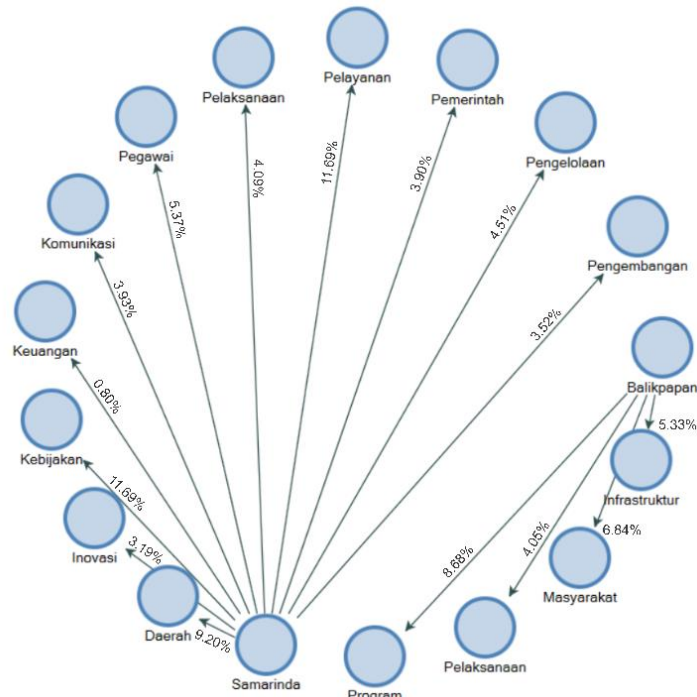 Pelayanan
Pelaksanaan
Pemerintah
Pegawai
Pengelolaan
Komunikasi
Pengembangan
Keuangan
Balikpapan
Kebijakan
Infrastruktur
Inovasi
Masyarakat
Daerah
Pelaksanaan
Samarinda
Program
4.09%
11.69%
3.90%
5.37%
4.51%
3.93%
3.52%
0.80%
5.33%
11.69%
6.84%
3.19%
4.05%
8.68%
9.20%